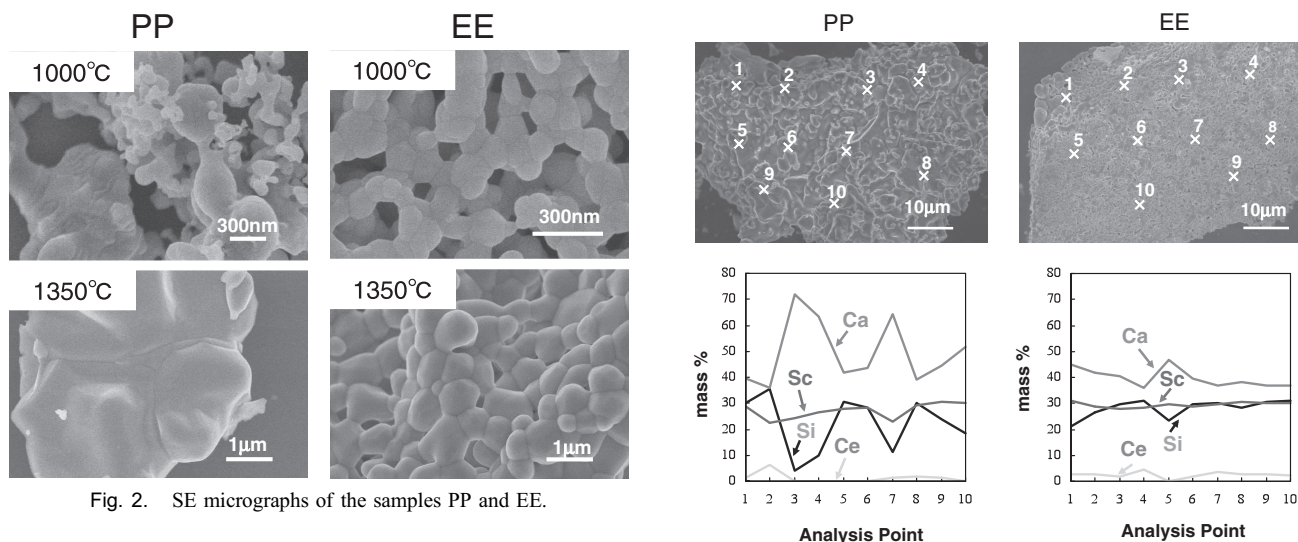 PP
EE
1000°C
1000°C
300nm
300nm
1350°C
1350°C
1μm
1μm
Fig. 2. SE micrographs of the samples PP and EE.
PP
EE
1 2 3 4
5 6 7
8
9
10
10μm
1 2 3 4
5 6 7 8
9
10
10μm
80
70
60
50
40
30
20
10
0
mass %
Ca
Sc
Si
Ce
1 2 3 4 5 6 7 8 9 10
Analysis Point
80
70
60
50
40
30
20
10
0
mass %
Ca
Sc
Si
Ce
1 2 3 4 5 6 7 8 9 10
Analysis Point